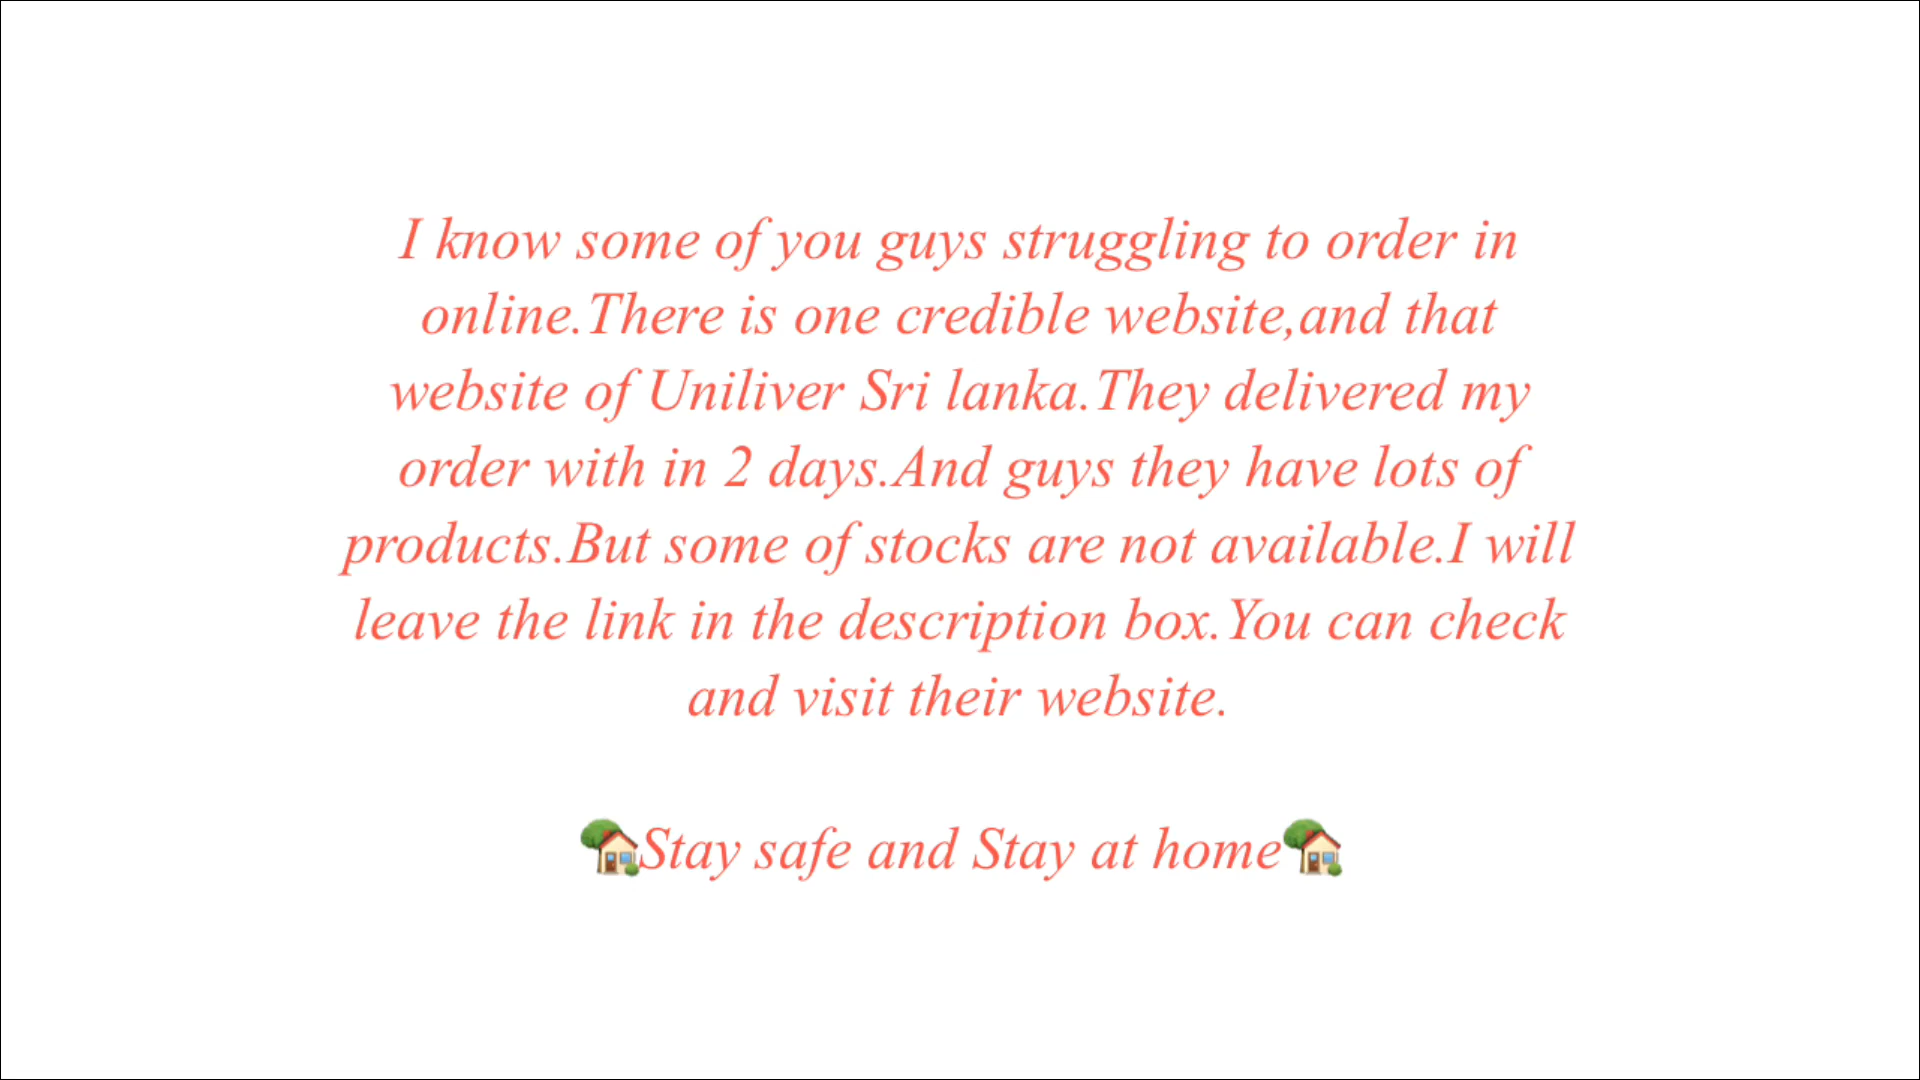 I know some of you guys struggling to order in
online.There is one credible website,and that
website of Uniliver Sri lanka.They delivered my
order with in 2 days.And guys they have lots of
products.But some of stocks are not available.I will
leave the link in the description box.You can check
and visit their website.
🏡Stay safe and Stay at home🏡